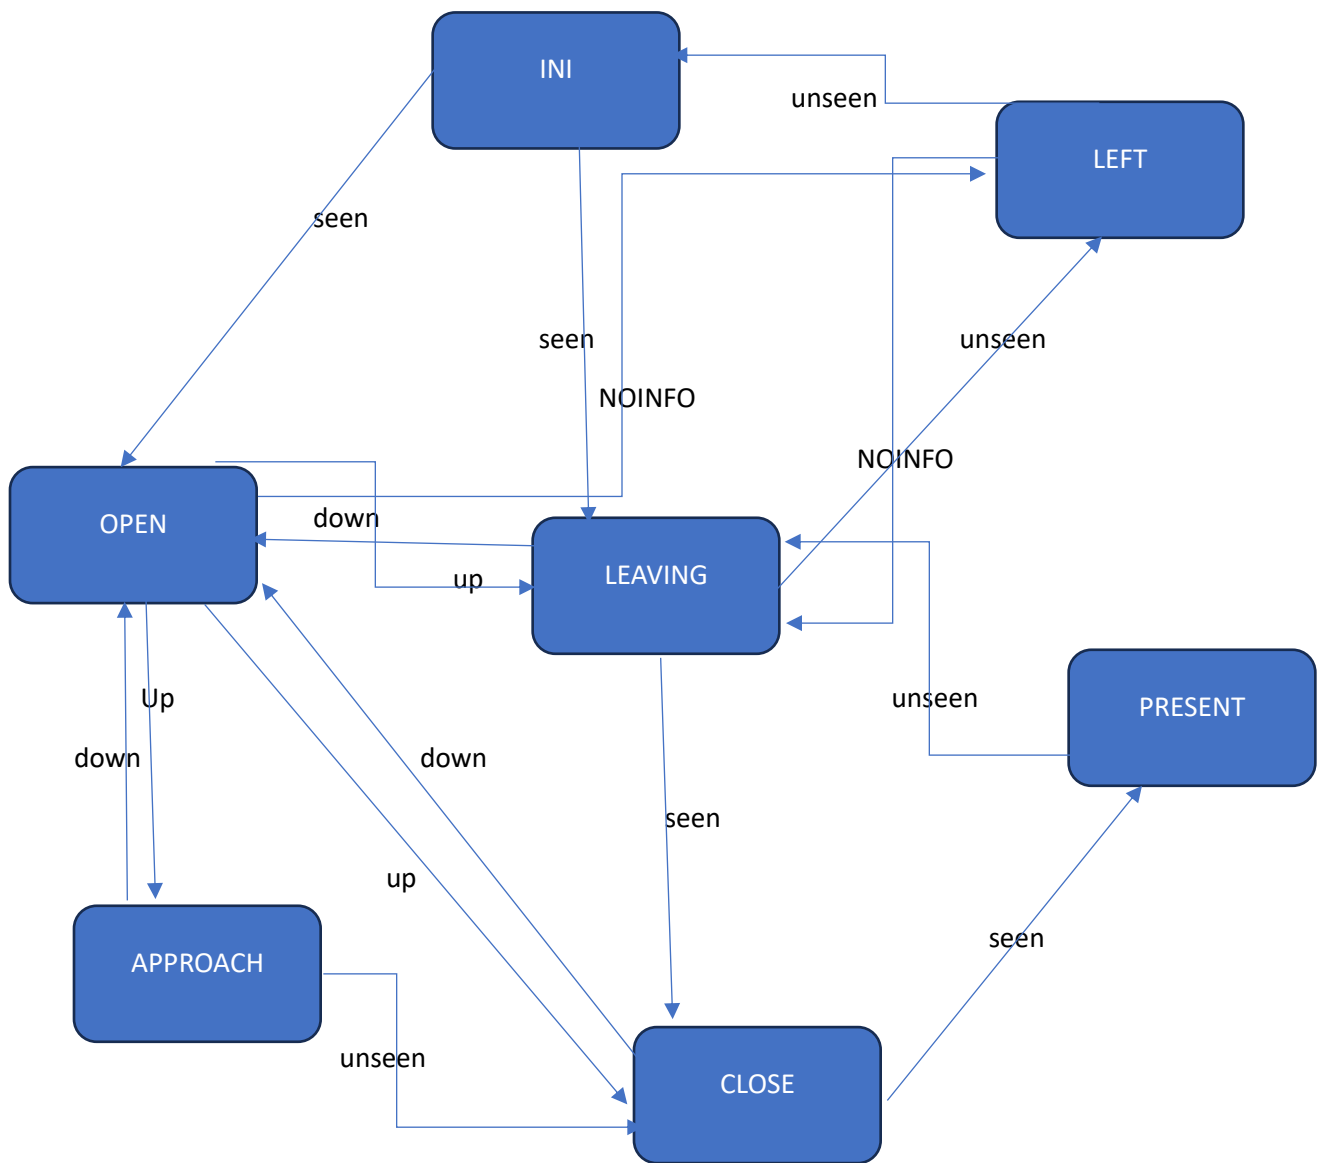 INI
unseen
LEFT
seen
seen
unseen
NOINFO
NOINFO
OPEN
down
up
LEAVING
Up
unseen
PRESENT
down
down
seen
up
seen
APPROACH
unseen
CLOSE